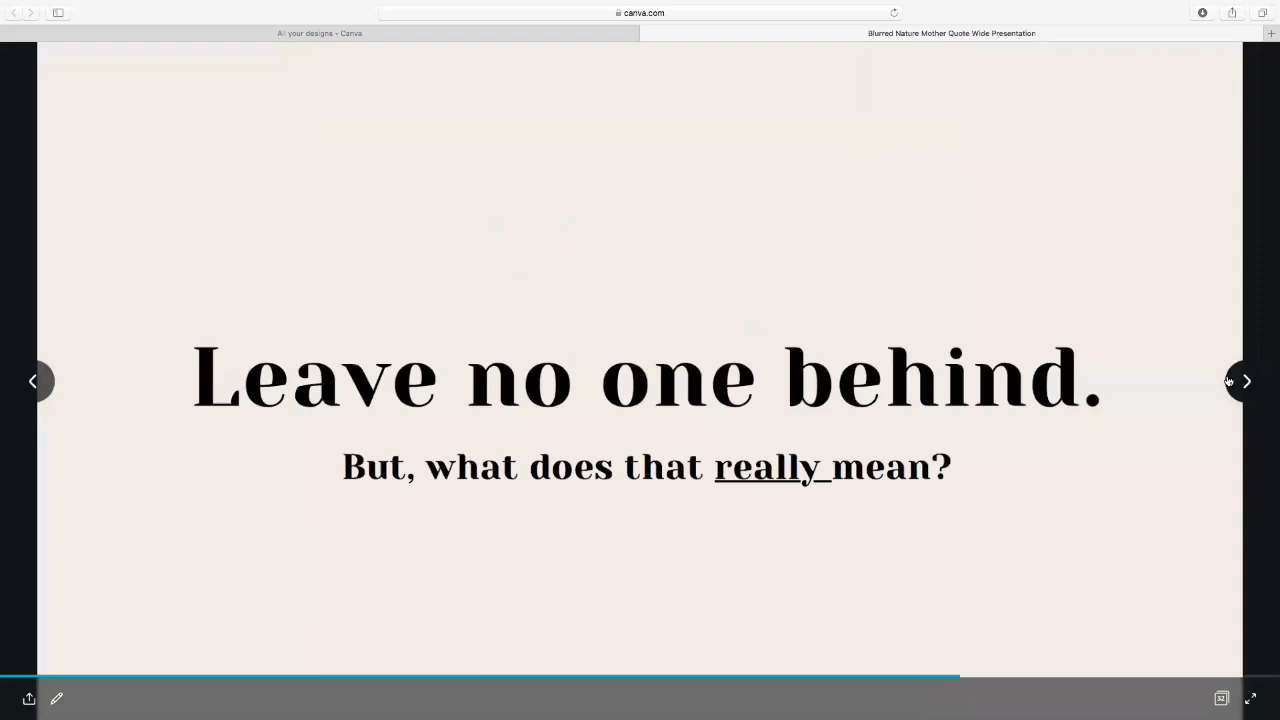 canva.com
All your designs - Canva
Blurred Nature Mother Quote Wide Presentation
Leave no one behind.
But, what does that really mean?
32